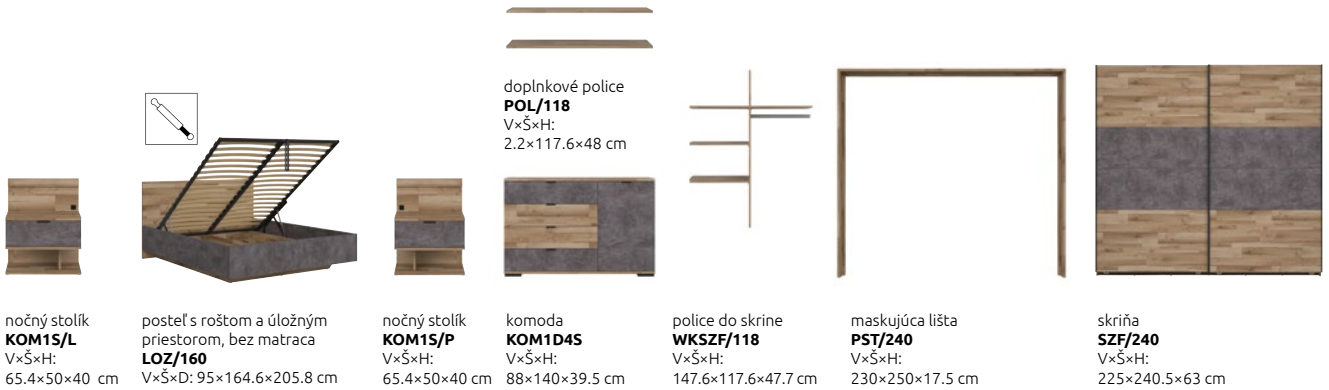 doplnkové police
POL/118
V×Š×H:
2.2×117.6×48 cm
nočný stolík
KOM1S/L
V×Š×H:
65.4×50×40 cm
posteľ s roštom a úložným
priestorom, bez matraca
LOZ/160
V×Š×D: 95×164.6×205.8 cm
nočný stolík
KOM1S/P
V×Š×H:
65.4×50×40 cm
komoda
KOM1D4S
V×Š×H:
88×140×39.5 cm
police do skrine
WKSZF/118
V×Š×H:
147.6×117.6×47.7 cm
maskujúca lišta
PST/240
V×Š×H:
230×250×17.5 cm
skriňa
SZF/240
V×Š×H:
225×240.5×63 cm